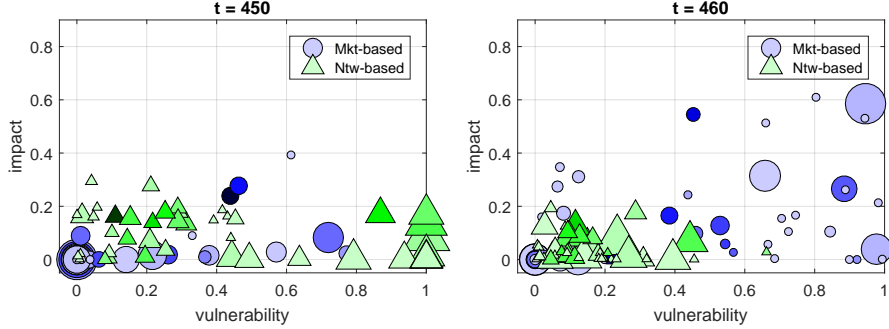 t = 450
impact
0.8
0.6
0.4
0.2
0
Mkt-based
Ntw-based
0 0.2 0.4 0.6 0.8 1
vulnerability
t = 460
impact
0.8
0.6
0.4
0.2
0
Mkt-based
Ntw-based
0 0.2 0.4 0.6 0.8 1
vulnerability